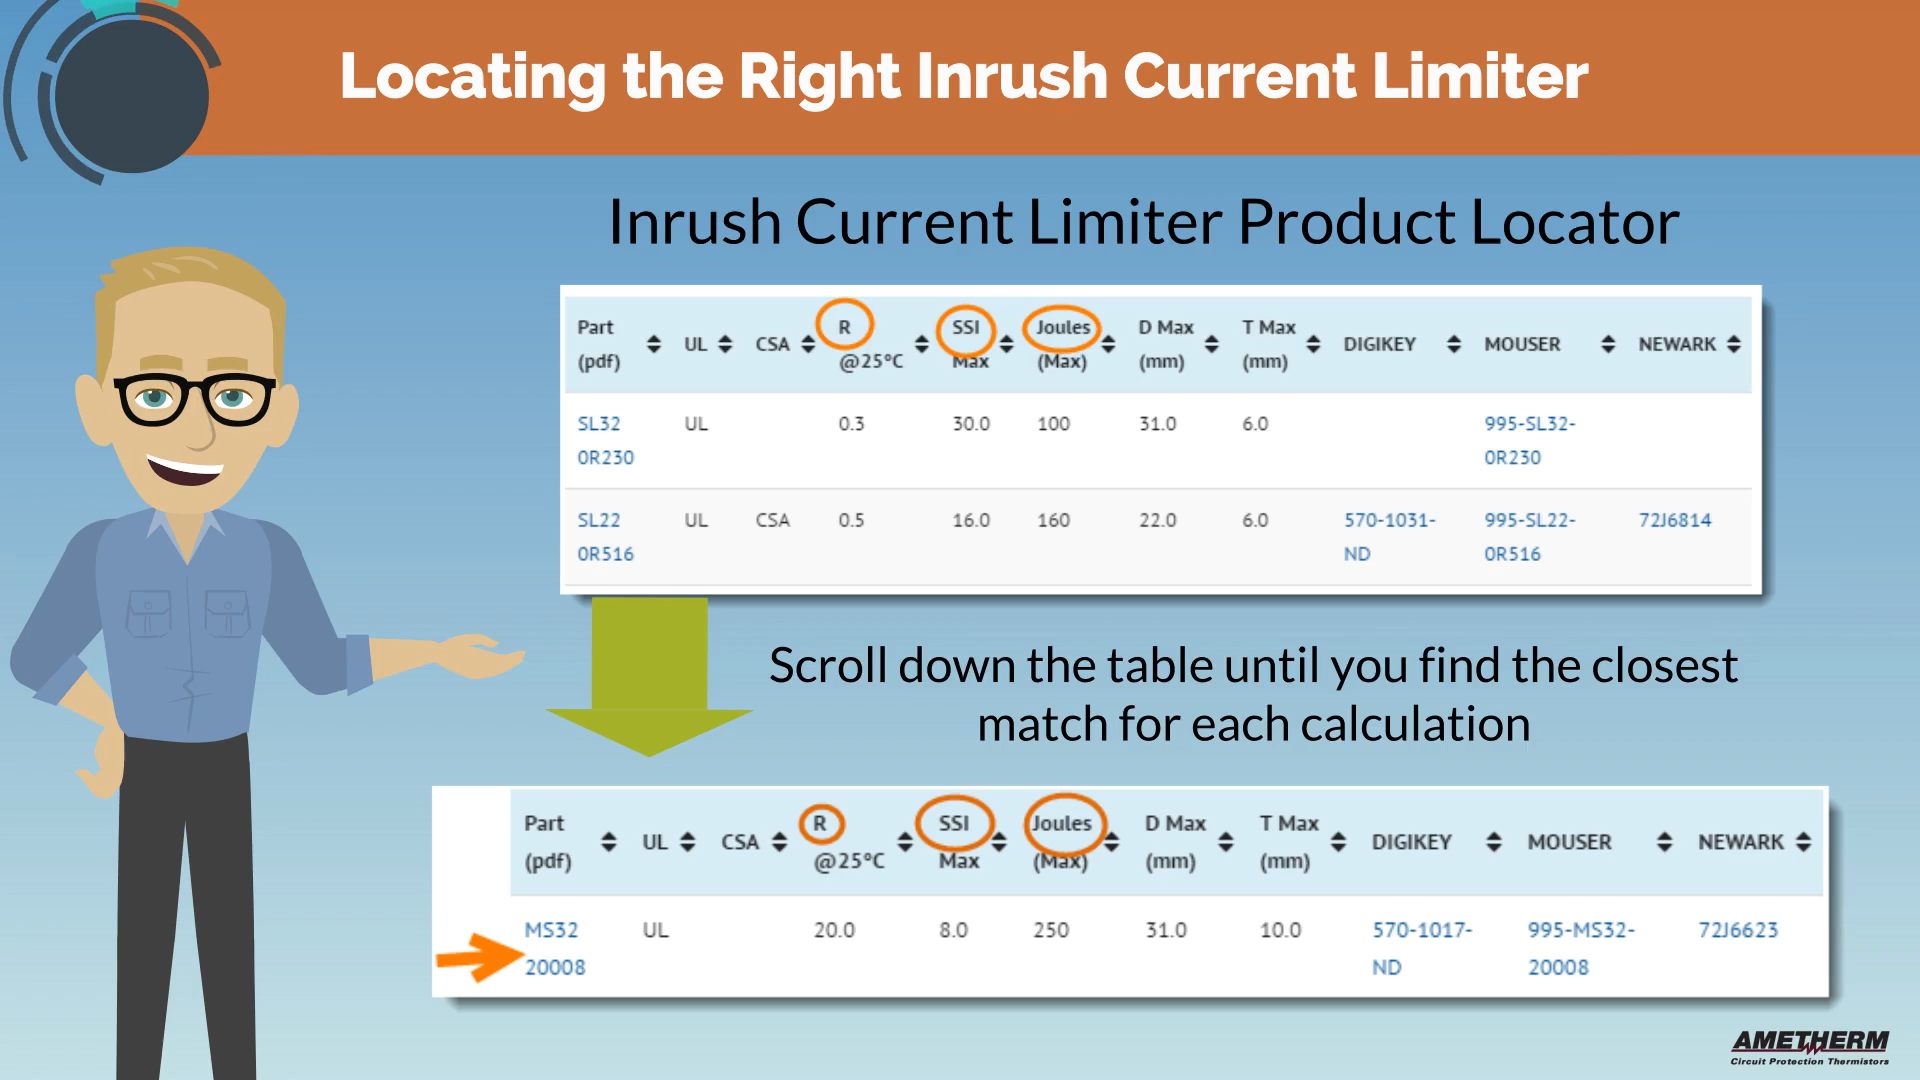 Locating the Right Inrush Current Limiter
Inrush Current Limiter Product Locator
Part (pdf) UL CSA R @25°C SSI Max Joules (Max) D Max (mm) T Max (mm) DIGIKEY MOUSER NEWARK
SL32 0R230 UL 0.3 30.0 100 31.0 6.0 995-SL32-0R230
SL22 0R516 UL CSA 0.5 16.0 160 22.0 6.0 570-1031-ND 995-SL22-0R516 72J6814
Scroll down the table until you find the closest
match for each calculation
Part (pdf) UL CSA R @25°C SSI Max Joules (Max) D Max (mm) T Max (mm) DIGIKEY MOUSER NEWARK
MS32 20008 UL 20.0 8.0 250 31.0 10.0 570-1017-ND 995-MS32-20008 72J6623
AMETHERM
Circuit Protection Thermistors